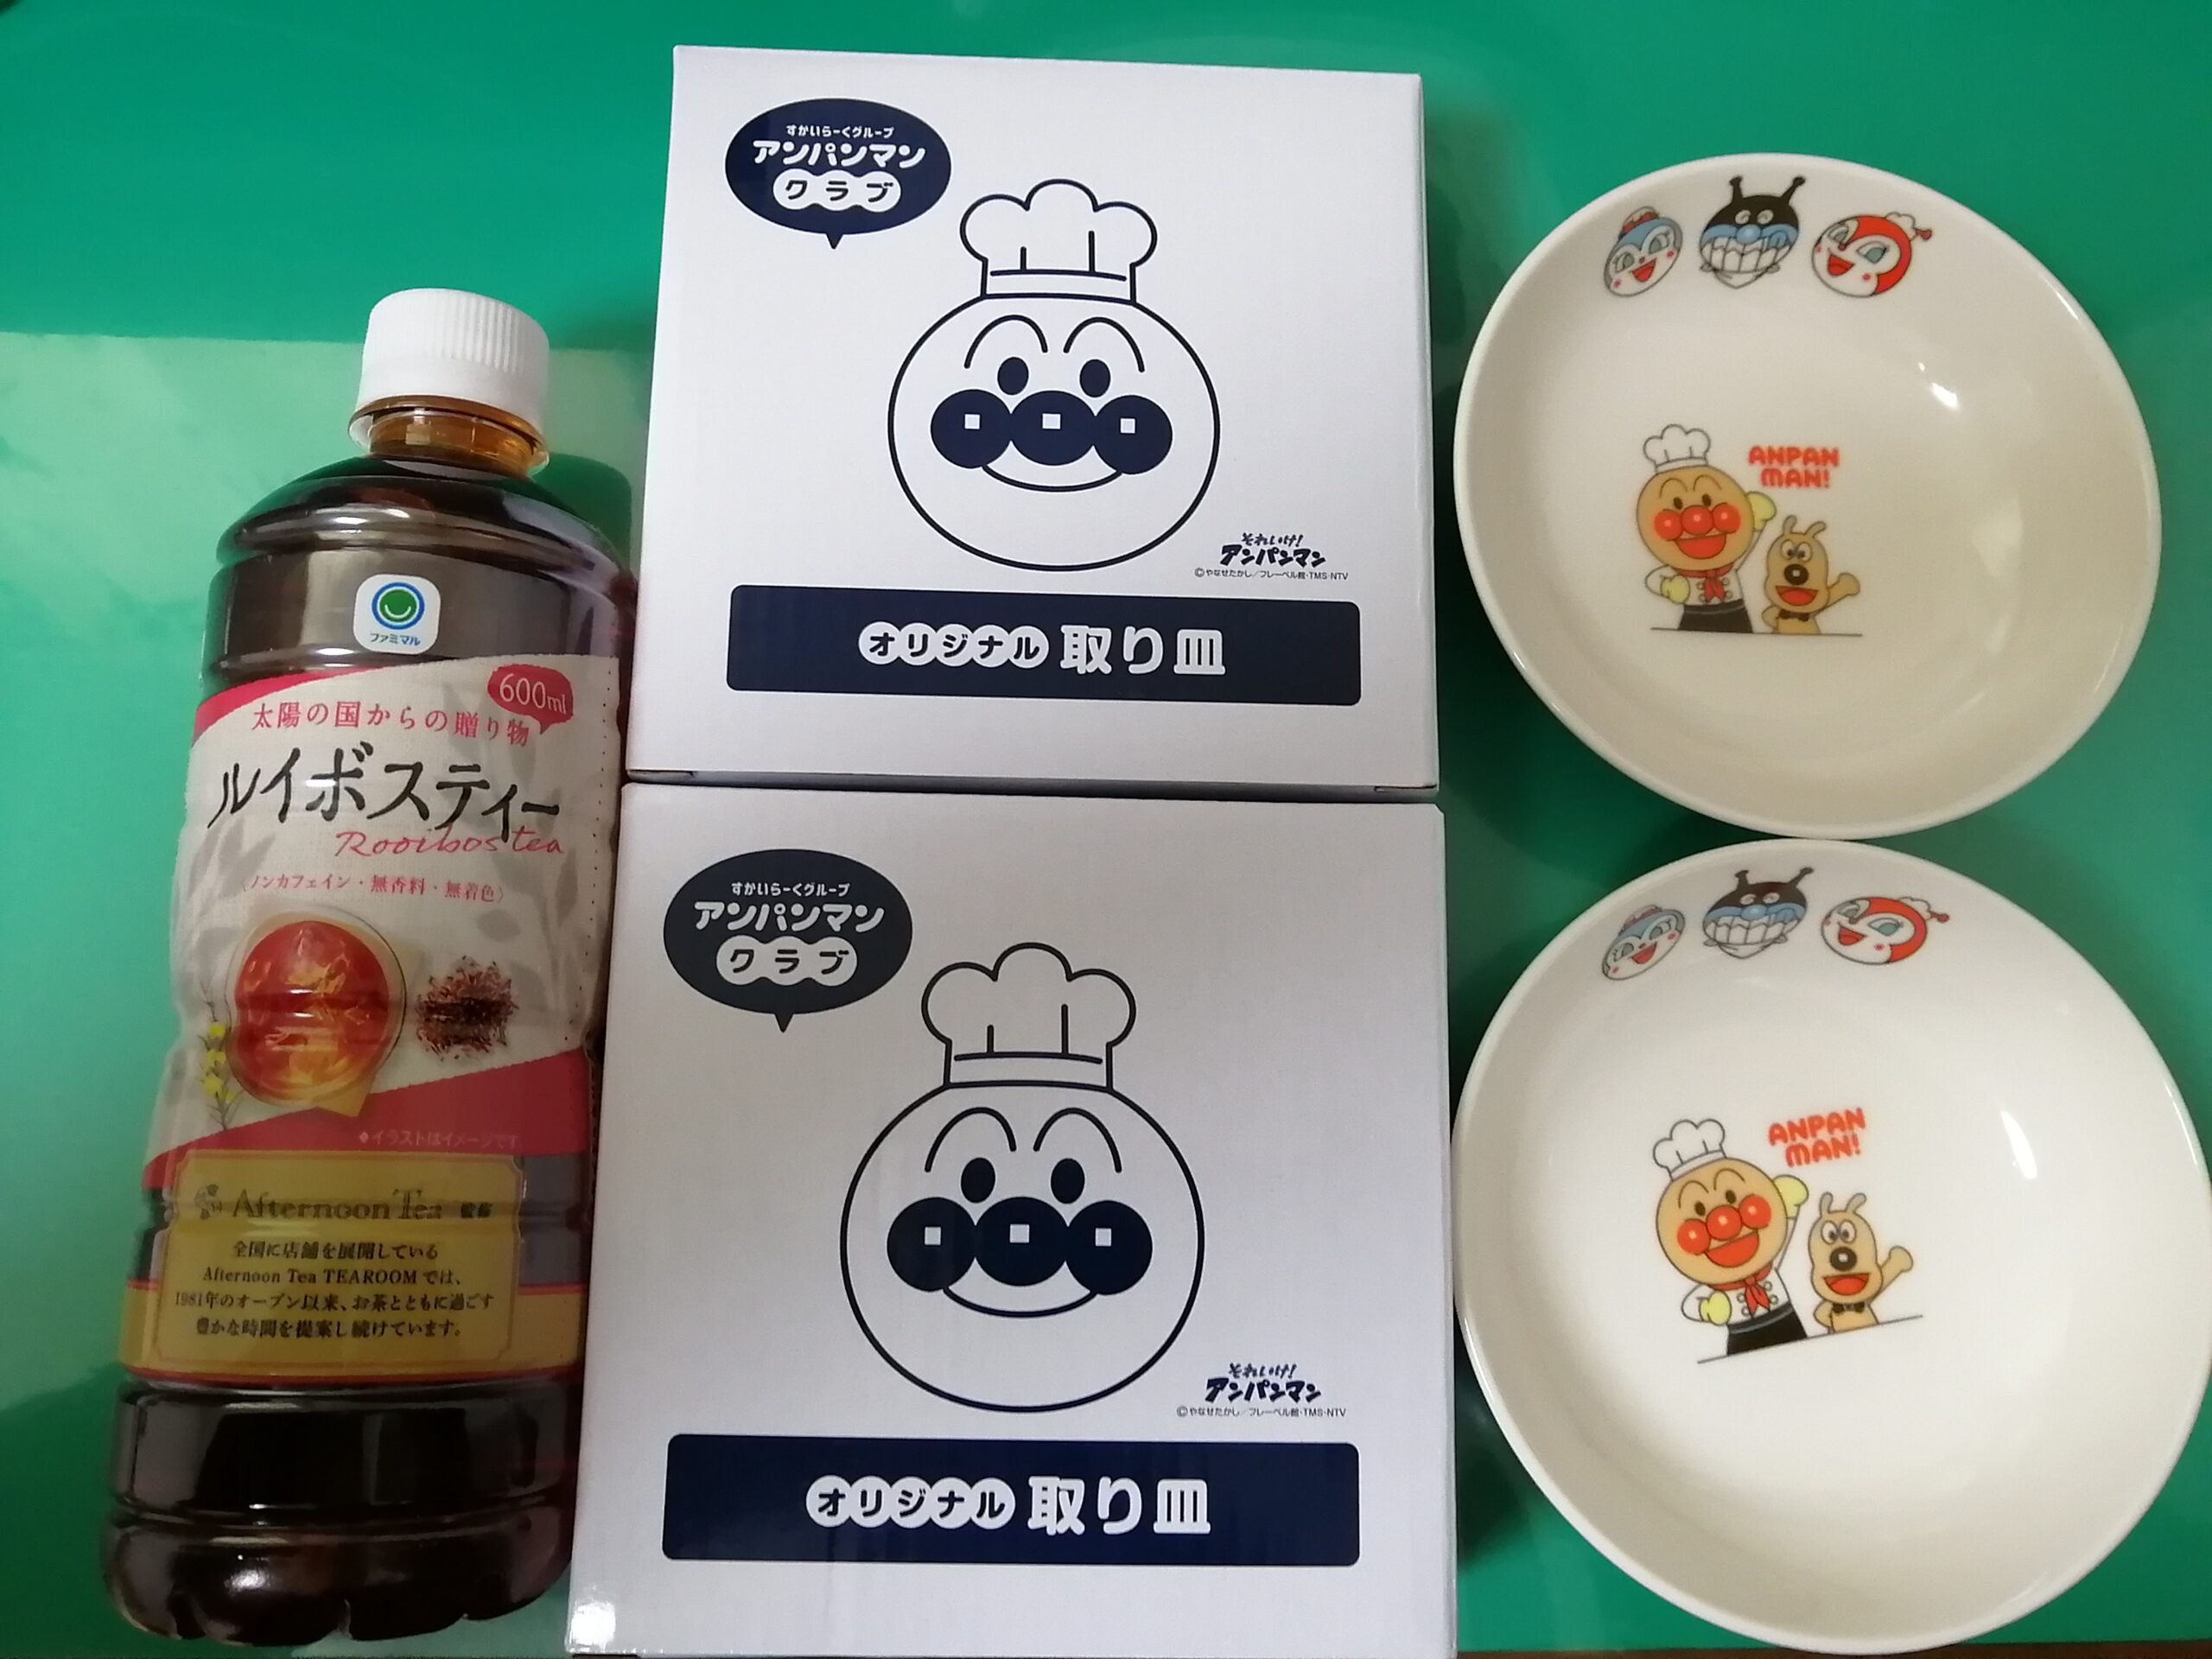 ファミマル
600ml
太陽の国からの贈り物
ルイボスティー
Rooibos tea
(ノンカフェイン・無香料・無着色)
◆イラストはイメージです
Afternoon Tea 監修
全国に店舗を展開している
Afternoon Tea TEAROOM では、
1981年のオープン以来、お茶とともに過ごす
豊かな時間を提案し続けています。
すかいらーくグループ
アンパンマン
クラブ
それいけ!
アンパンマン
©やなせたかし/フレーベル館・TMS・NTV
オリジナル 取り皿
すかいらーくグループ
アンパンマン
クラブ
それいけ!
アンパンマン
©やなせたかし/フレーベル館・TMS・NTV
オリジナル 取り皿
ANPAN
MAN!
ANPAN
MAN!